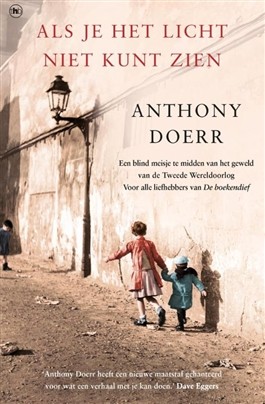 ALS JE HET LICHT
NIET KUNT ZIEN
ANTHONY
DOERR
Een blind meisje te midden van het geweld
van de Tweede Wereldoorlog
Voor alle liefhebbers van De boekendief
'Anthony Doerr heeft een nieuwe maatstaf gehanteerd
voor wat een verhaal met je kan doen.' Dave Eggers